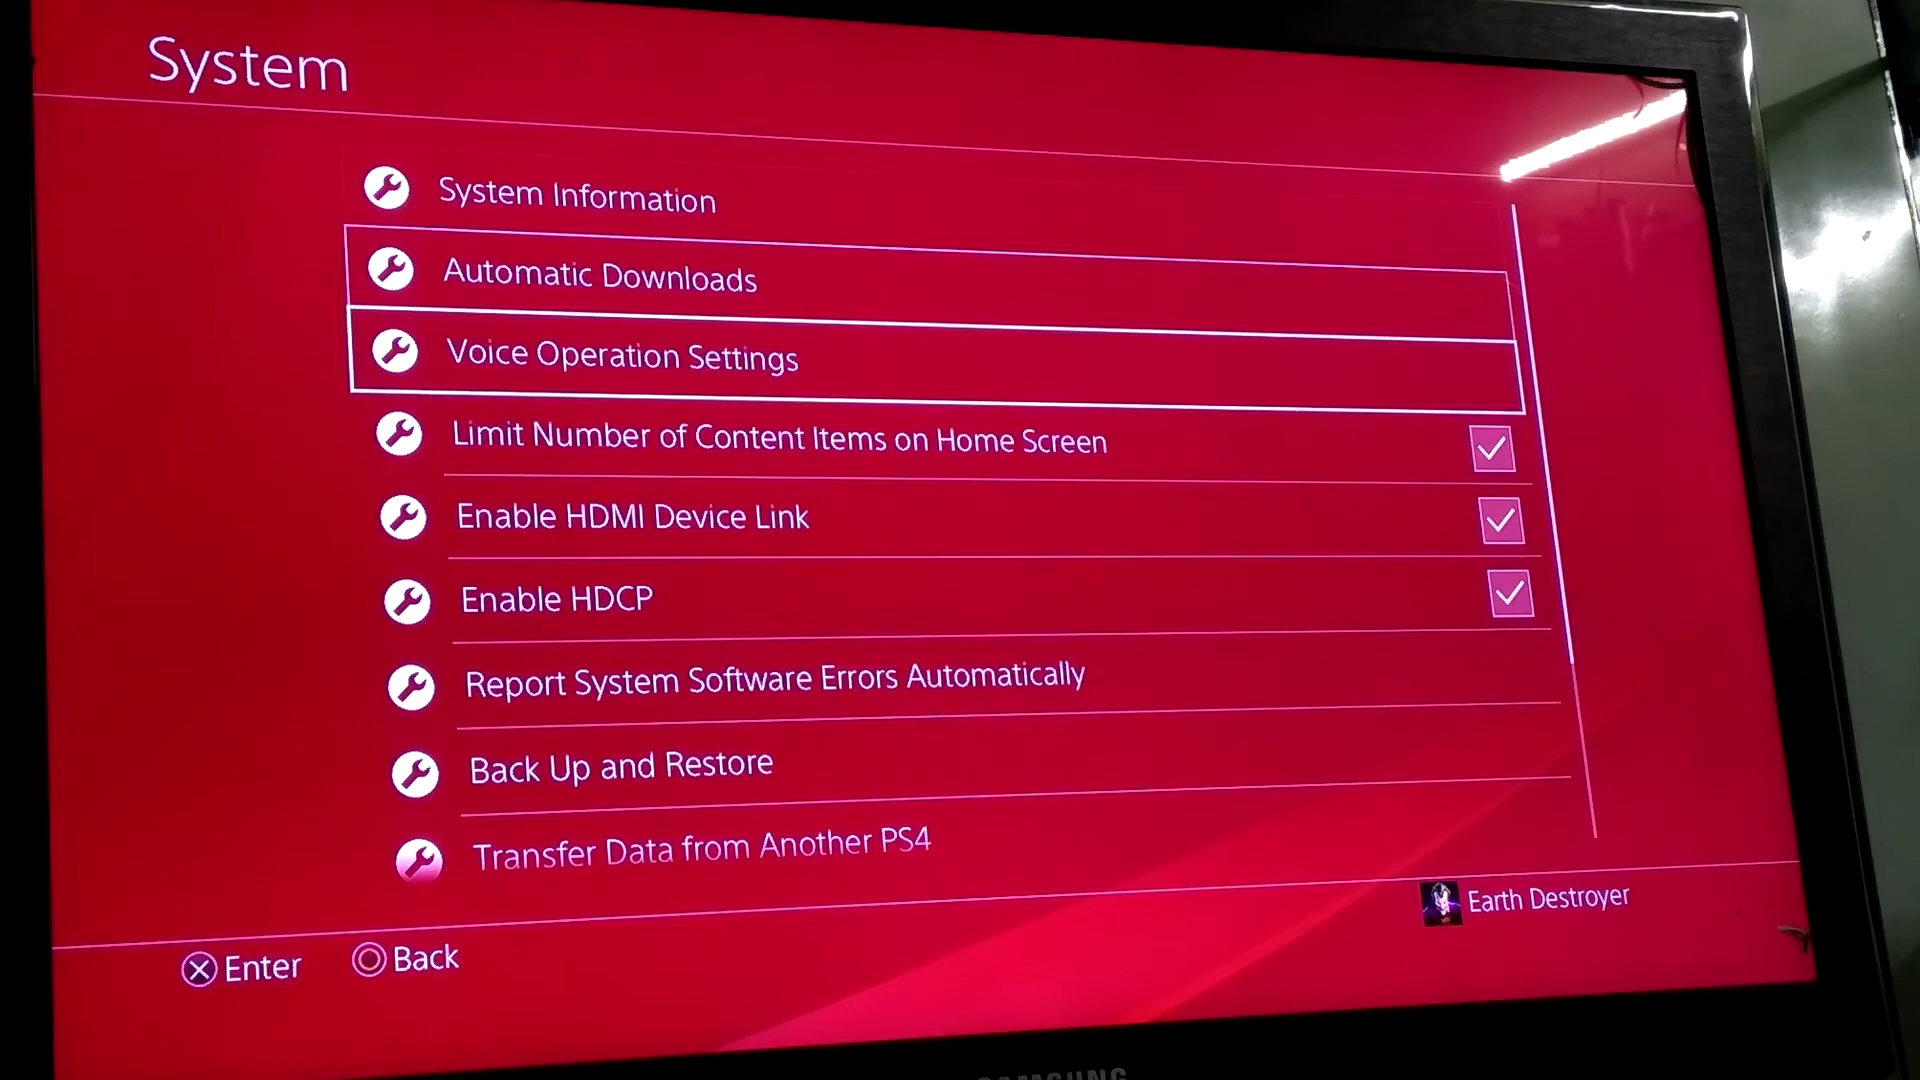 System
System Information
Automatic Downloads
Voice Operation Settings
Limit Number of Content Items on Home Screen
Enable HDMI Device Link
Enable HDCP
Report System Software Errors Automatically
Back Up and Restore
Transfer Data from Another PS4
Earth Destroyer
Enter
Back
SAMSUNG